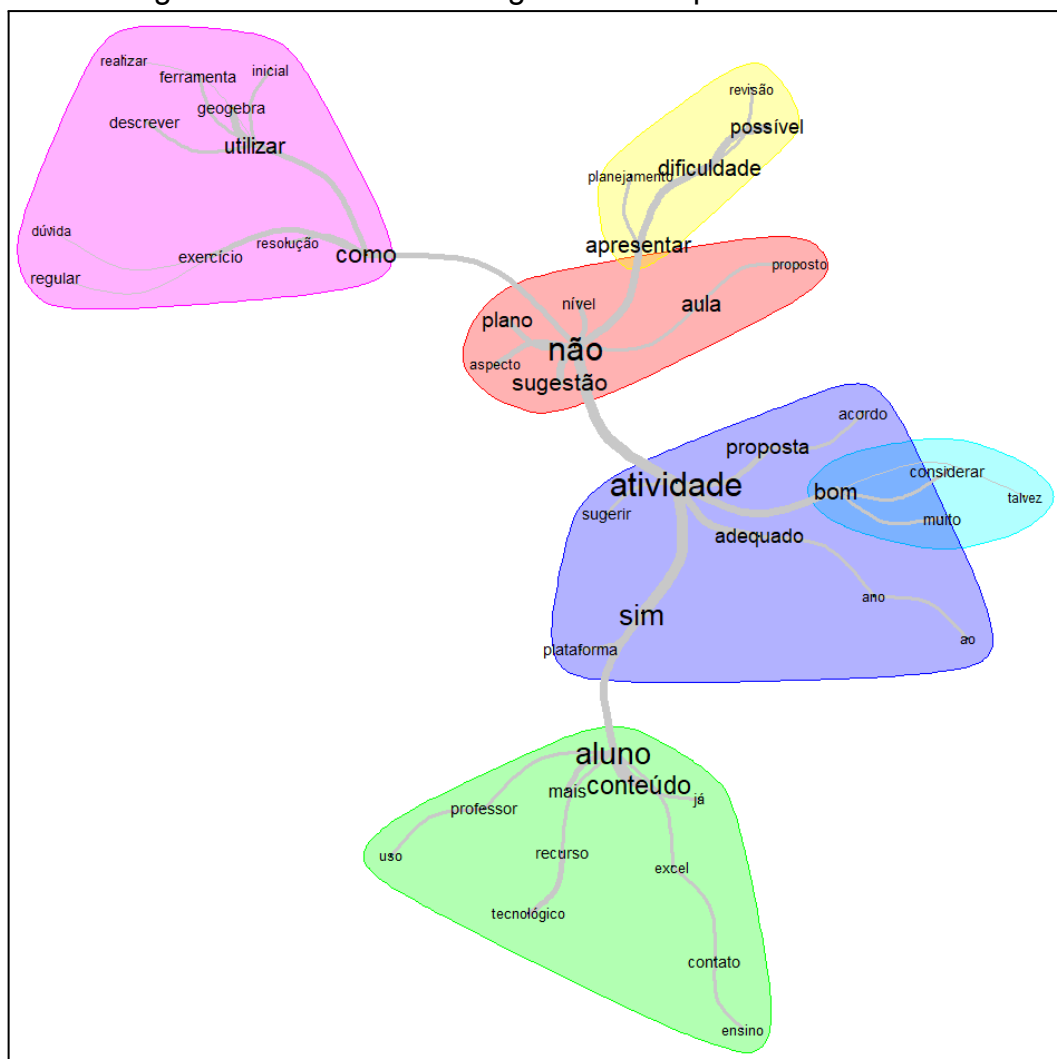 realizar
ferramenta
inicial
geogebra
descrever
utilizar
dúvida
resolução
exercício
como
regular
revisão
possível
dificuldade
planejamento
apresentar
proposto
nível
aula
plano
não
aspecto
sugestão
acordo
proposta
considerar
atividade
bom
talvez
sugerir
muito
adequado
ano
sim
ao
plataforma
aluno
conteúdo
mais
já
professor
recurso
uso
excel
tecnológico
contato
ensino